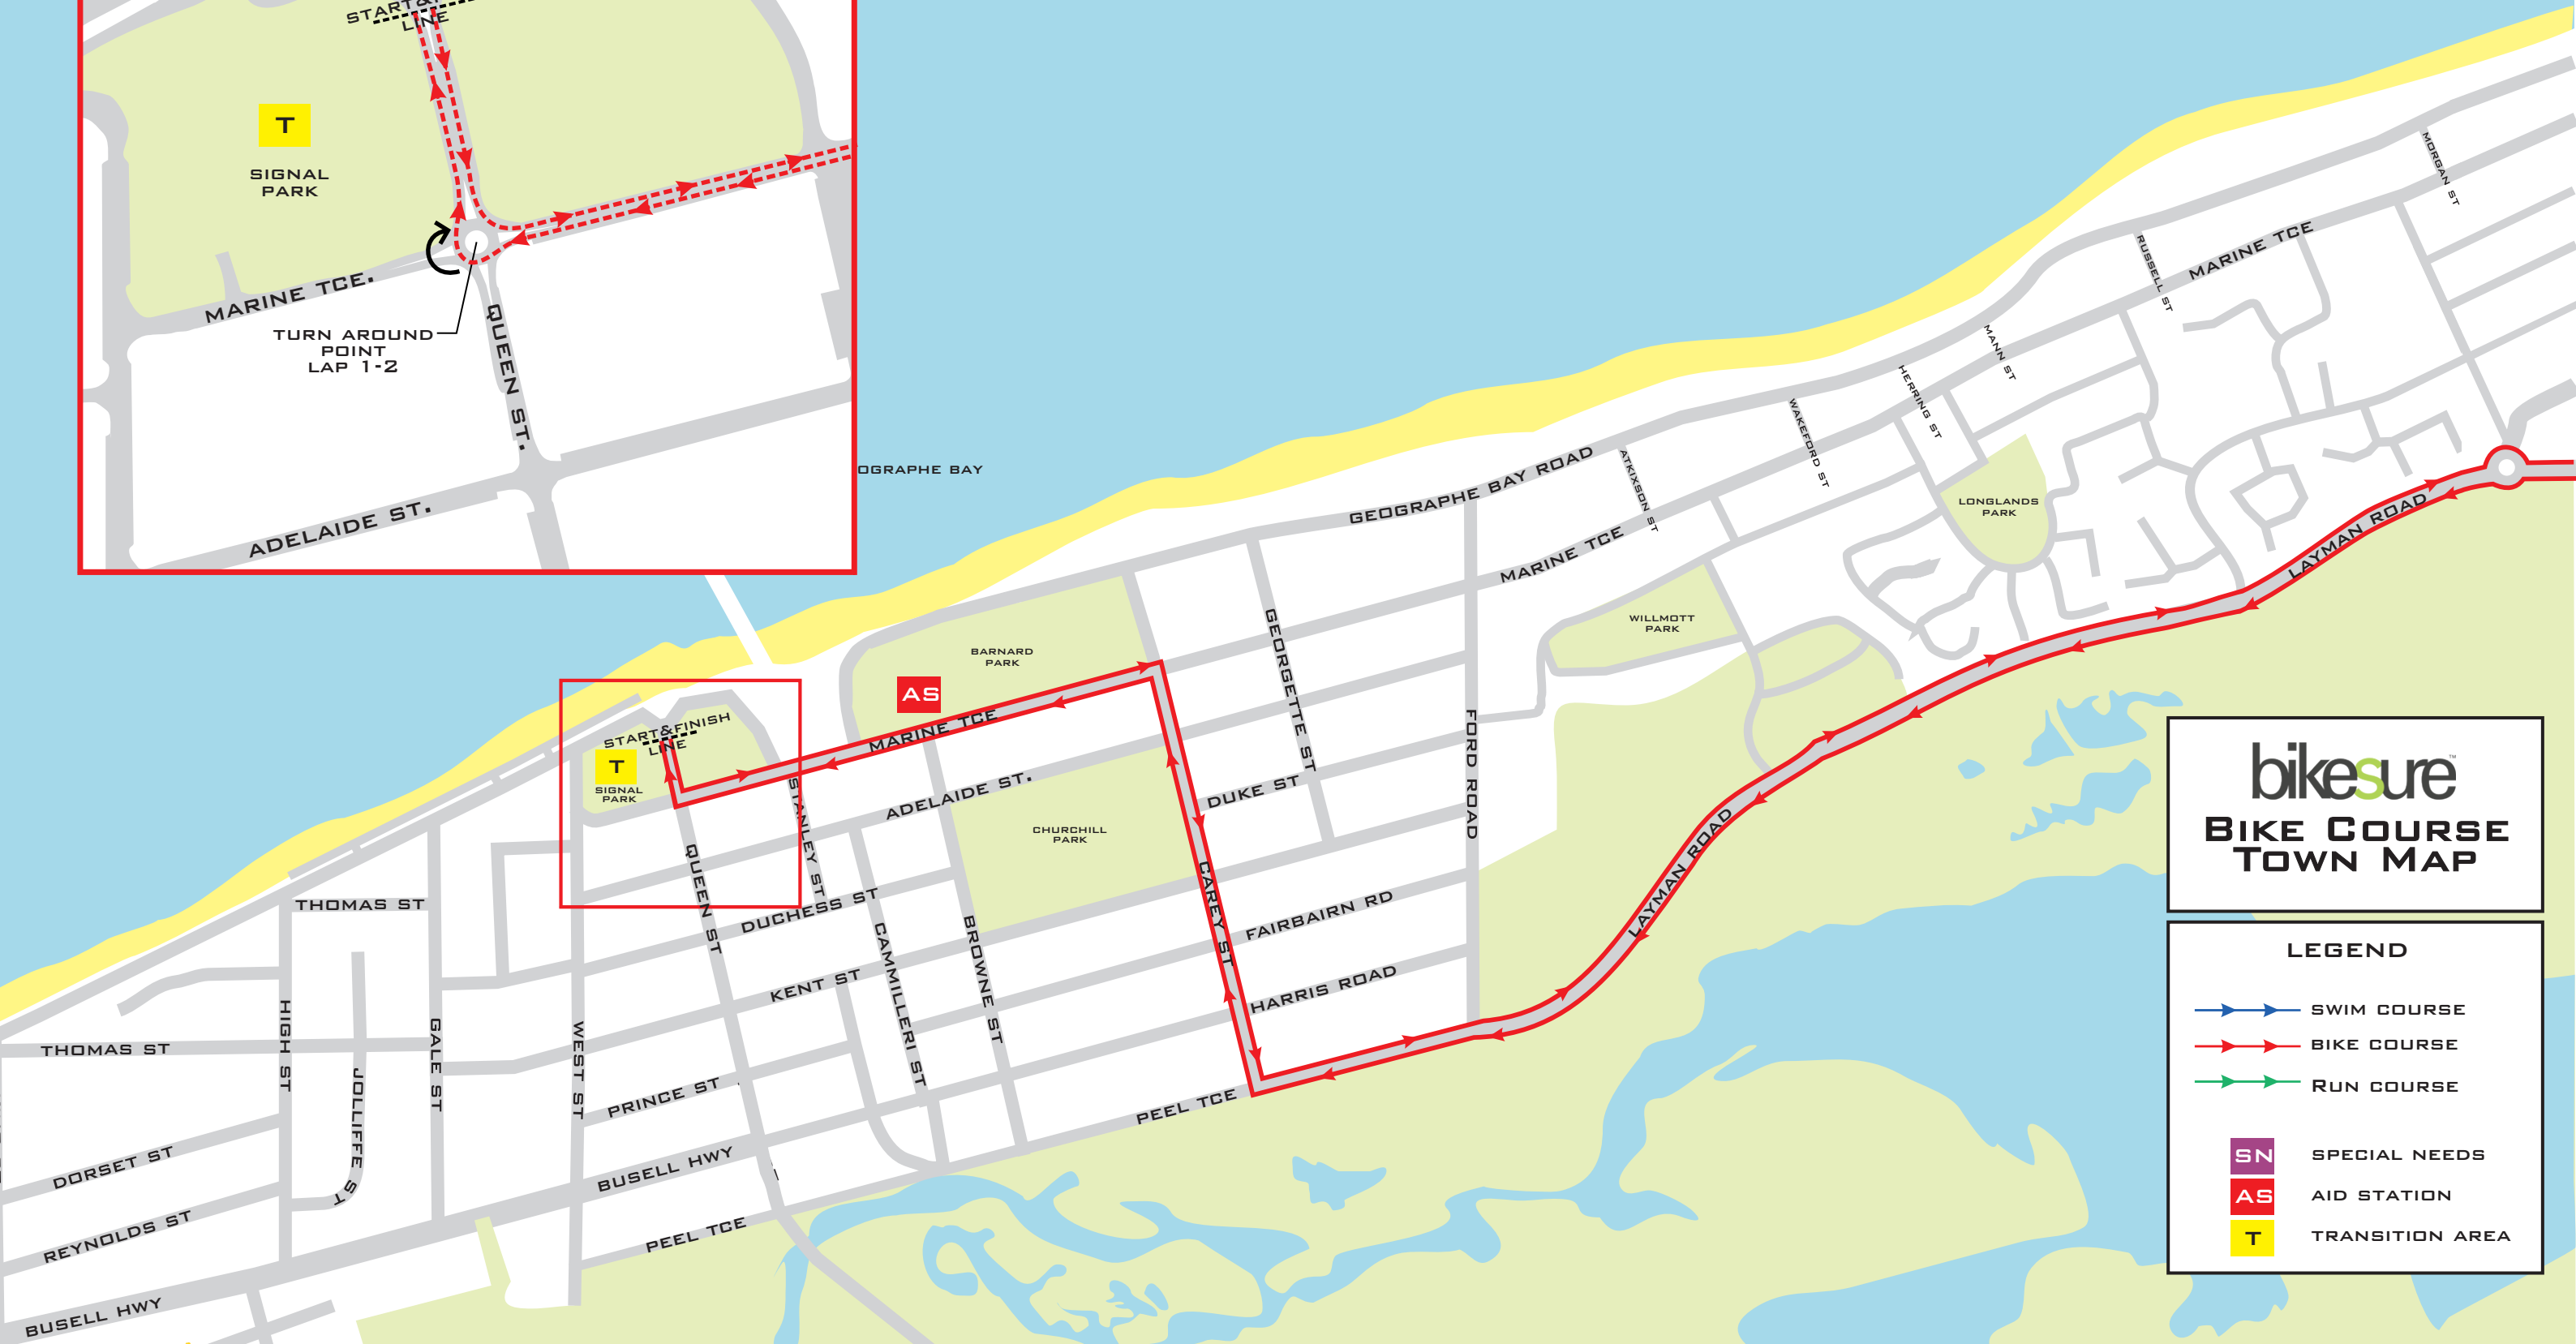 START&
LINE
T
SIGNAL
PARK
MARINE TCE.
TURN AROUND
POINT
LAP 1-2
QUEEN ST.
ADELAIDE ST.
OGRAPHE BAY
MORGAN ST
RUSSELL ST
MARINE TCE
MANN ST
HERRING ST
WAKEFORD ST
ATKIXSON ST
GEOGRAPHE BAY ROAD
MARINE TCE
LONGLANDS
PARK
LAYMAN ROAD
WILLMOTT
PARK
GEORGETTE ST
BARNARD
PARK
AS
MARINE TCE
START&FINISH
LINE
T
SIGNAL
PARK
STANLEY ST
ADELAIDE ST.
CHURCHILL
PARK
DUKE ST
FORD ROAD
LAYMAN ROAD
QUEEN ST
DUCHESS ST
CAREY ST
FAIRBAIRN RD
HARRIS ROAD
THOMAS ST
KENT ST
CAMMILLERI ST
BROWNE ST
THOMAS ST
HIGH ST
JOLLIFFE ST
GALE ST
WEST ST
PRINCE ST
PEEL TCE
DORSET ST
BUSELL HWY
REYNOLDS ST
PEEL TCE
BUSELL HWY
bikesure™
BIKE COURSE
TOWN MAP
LEGEND
SWIM COURSE
BIKE COURSE
RUN COURSE
SN SPECIAL NEEDS
AS AID STATION
T TRANSITION AREA